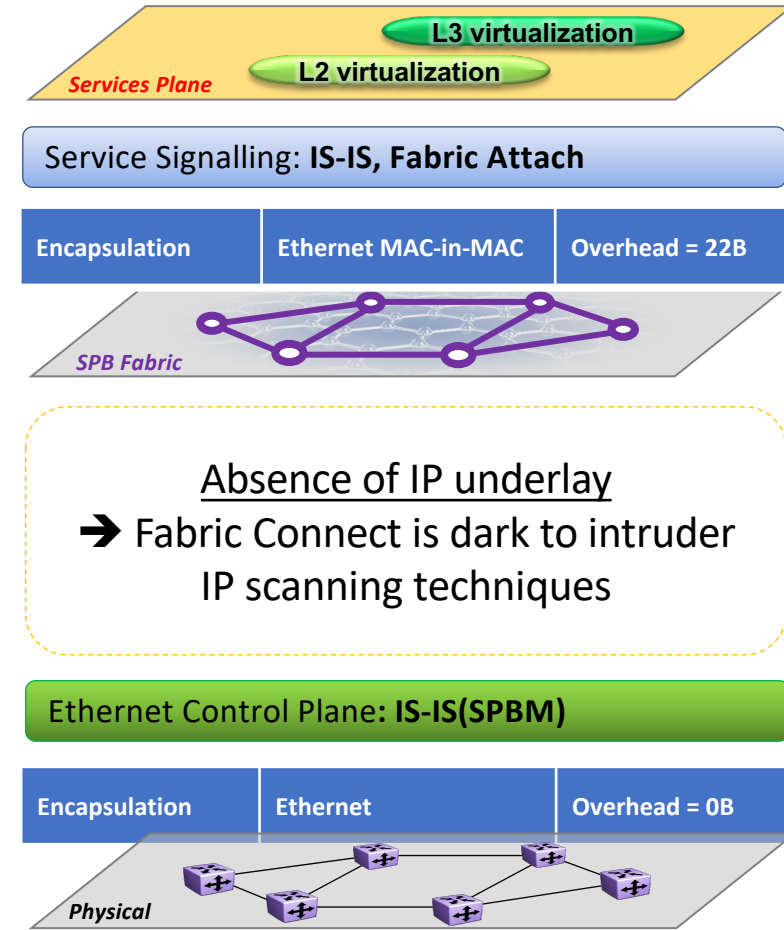 L3 virtualization
L2 virtualization
Services Plane
Service Signalling: IS-IS, Fabric Attach
Encapsulation Ethernet MAC-in-MAC Overhead = 22B
SPB Fabric
Absence of IP underlay
➔ Fabric Connect is dark to intruder
IP scanning techniques
Ethernet Control Plane: IS-IS(SPBM)
Encapsulation Ethernet Overhead = 0B
Physical